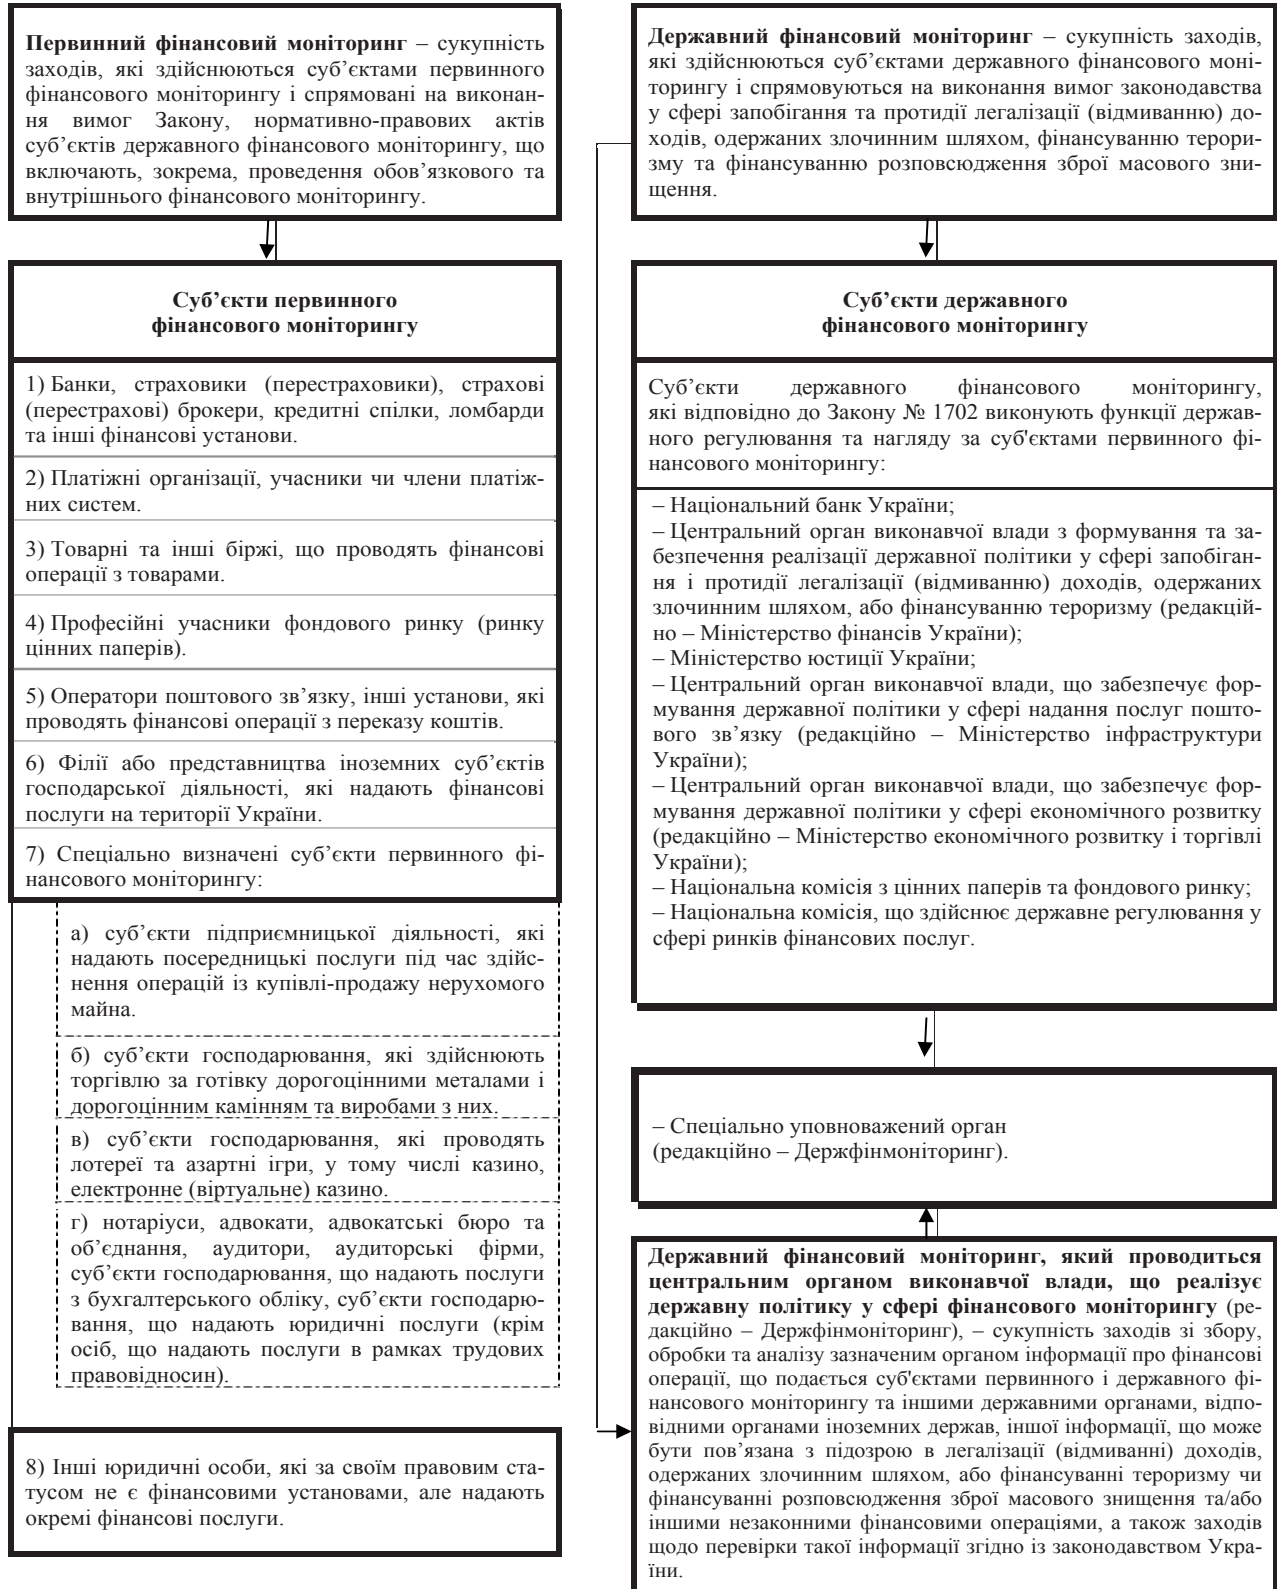 Первинний фінансовий моніторинг – сукупність
заходів, які здійснюються суб’єктами первинного
фінансового моніторингу і спрямовані на виконан-
ня вимог Закону, нормативно-правових актів
суб’єктів державного фінансового моніторингу, що
включають, зокрема, проведення обов’язкового та
внутрішнього фінансового моніторингу.
Суб’єкти первинного
фінансового моніторингу
1) Банки, страховики (перестраховики), страхові
(перестрахові) брокери, кредитні спілки, ломбарди
та інші фінансові установи.
2) Платіжні організації, учасники чи члени платіж-
них систем.
3) Товарні та інші біржі, що проводять фінансові
операції з товарами.
4) Професійні учасники фондового ринку (ринку
цінних паперів).
5) Оператори поштового зв’язку, інші установи, які
проводять фінансові операції з переказу коштів.
6) Філії або представництва іноземних суб’єктів
господарської діяльності, які надають фінансові
послуги на території України.
7) Спеціально визначені суб’єкти первинного фі-
нансового моніторингу:
а) суб’єкти підприємницької діяльності, які
надають посередницькі послуги під час здійс-
нення операцій із купівлі-продажу нерухомого
майна.
б) суб’єкти господарювання, які здійснюють
торгівлю за готівку дорогоцінними металами і
дорогоцінним камінням та виробами з них.
в) суб’єкти господарювання, які проводять
лотереї та азартні ігри, у тому числі казино,
електронне (віртуальне) казино.
г) нотаріуси, адвокати, адвокатські бюро та
об’єднання, аудитори, аудиторські фірми,
суб’єкти господарювання, що надають послуги
з бухгалтерського обліку, суб’єкти господарю-
вання, що надають юридичні послуги (крім
осіб, що надають послуги в рамках трудових
правовідносин).
8) Інші юридичні особи, які за своїм правовим ста-
тусом не є фінансовими установами, але надають
окремі фінансові послуги.
Державний фінансовий моніторинг – сукупність заходів,
які здійснюються суб’єктами державного фінансового моні-
торингу і спрямовуються на виконання вимог законодавства
у сфері запобігання та протидії легалізації (відмиванню) до-
ходів, одержаних злочинним шляхом, фінансуванню терори-
зму та фінансуванню розповсюдження зброї масового зни-
щення.
Суб’єкти державного
фінансового моніторингу
Суб’єкти державного фінансового моніторингу,
які відповідно до Закону № 1702 виконують функції держав-
ного регулювання та нагляду за суб'єктами первинного фі-
нансового моніторингу:
– Національний банк України;
– Центральний орган виконавчої влади з формування та за-
безпечення реалізації державної політики у сфері запобіган-
ня і протидії легалізації (відмиванню) доходів, одержаних
злочинним шляхом, або фінансуванню тероризму (редакцій-
но – Міністерство фінансів України);
– Міністерство юстиції України;
– Центральний орган виконавчої влади, що забезпечує фор-
мування державної політики у сфері надання послуг пошто-
вого зв’язку (редакційно – Міністерство інфраструктури
України);
– Центральний орган виконавчої влади, що забезпечує фор-
мування державної політики у сфері економічного розвитку
(редакційно – Міністерство економічного розвитку і торгівлі
України);
– Національна комісія з цінних паперів та фондового ринку;
– Національна комісія, що здійснює державне регулювання у
сфері ринків фінансових послуг.
– Спеціально уповноважений орган
(редакційно – Держфінмоніторинг).
Державний фінансовий моніторинг, який проводиться
центральним органом виконавчої влади, що реалізує
державну політику у сфері фінансового моніторингу (ре-
дакційно – Держфінмоніторинг), – сукупність заходів зі збору,
обробки та аналізу зазначеним органом інформації про фінансові
операції, що подається суб'єктами первинного і державного фі-
нансового моніторингу та іншими державними органами, відпо-
відними органами іноземних держав, іншої інформації, що може
бути пов’язана з підозрою в легалізації (відмиванні) доходів,
одержаних злочинним шляхом, або фінансуванні тероризму чи
фінансуванні розповсюдження зброї масового знищення та/або
іншими незаконними фінансовими операціями, а також заходів
щодо перевірки такої інформації згідно із законодавством Укра-
їни.